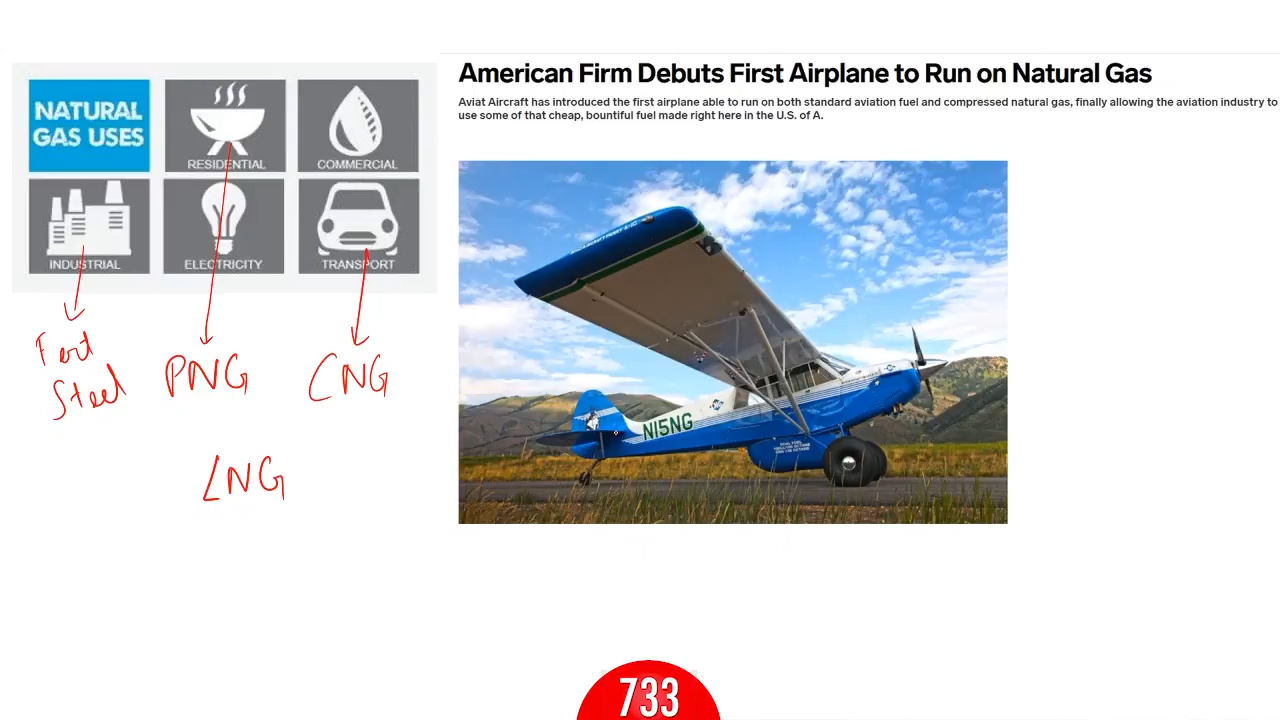 NATURAL
GAS USES
RESIDENTIAL
COMMERCIAL
INDUSTRIAL
ELECTRICITY
TRANSPORT
Fert
Steel
PNG
CNG
LNG
American Firm Debuts First Airplane to Run on Natural Gas
Aviat Aircraft has introduced the first airplane able to run on both standard aviation fuel and compressed natural gas, finally allowing the aviation industry to
use some of that cheap, bountiful fuel made right here in the U.S. of A.
N15NG
DUAL FUEL
733